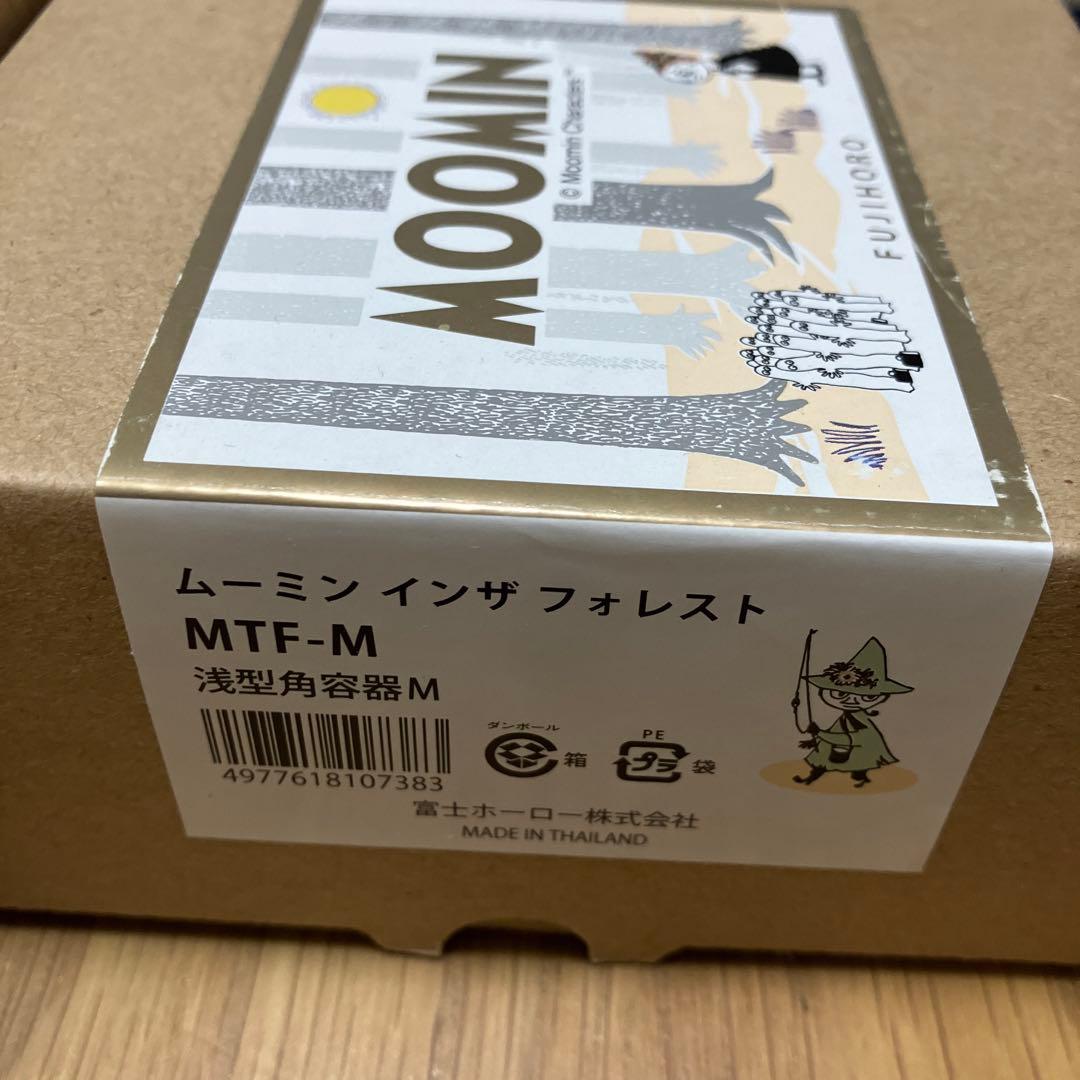 MOOMIN
© Moomin Characters™
FUJIHORO
ムーミン インザ フォレスト
MTF-M
浅型角容器M
4977618107383
ダンボール
箱
PE
プラ
袋
富士ホーロー株式会社
MADE IN THAILAND